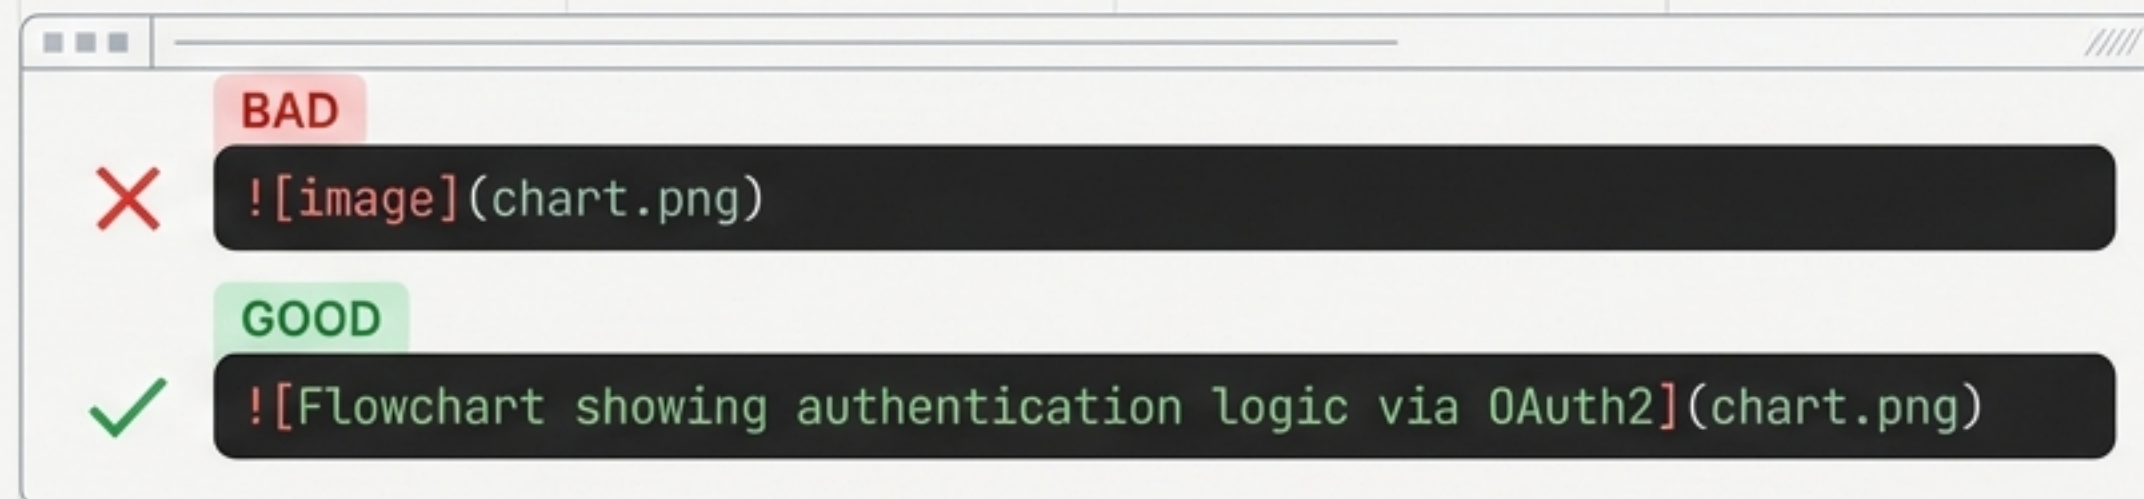 BAD
![image](chart.png)
GOOD
![Flowchart showing authentication logic via OAuth2](chart.png)